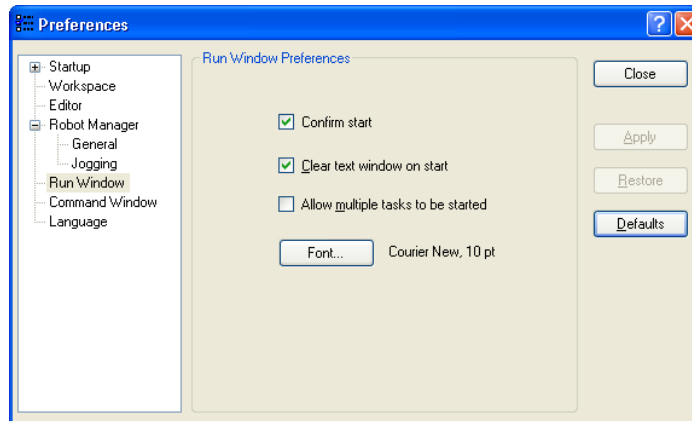 Preferences
Startup
Workspace
Editor
Robot Manager
General
Jogging
Run Window
Command Window
Language
Run Window Preferences
Confirm start
Clear text window on start
Allow multiple tasks to be started
Font... Courier New, 10 pt
Close
Apply
Restore
Defaults